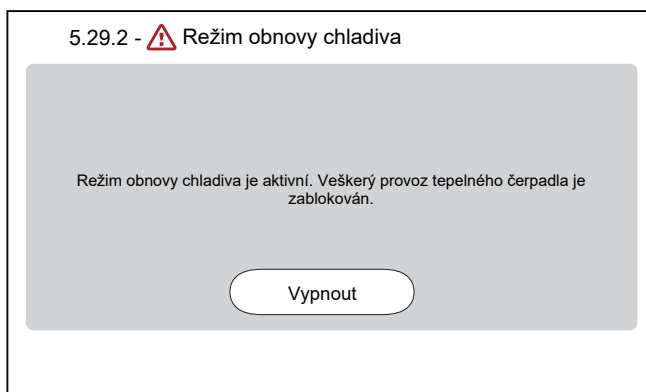 5.29.2 - Režim obnovy chladiva
Režim obnovy chladiva je aktivní. Veškerý provoz tepelného čerpadla je
zablokován.
Vypnout